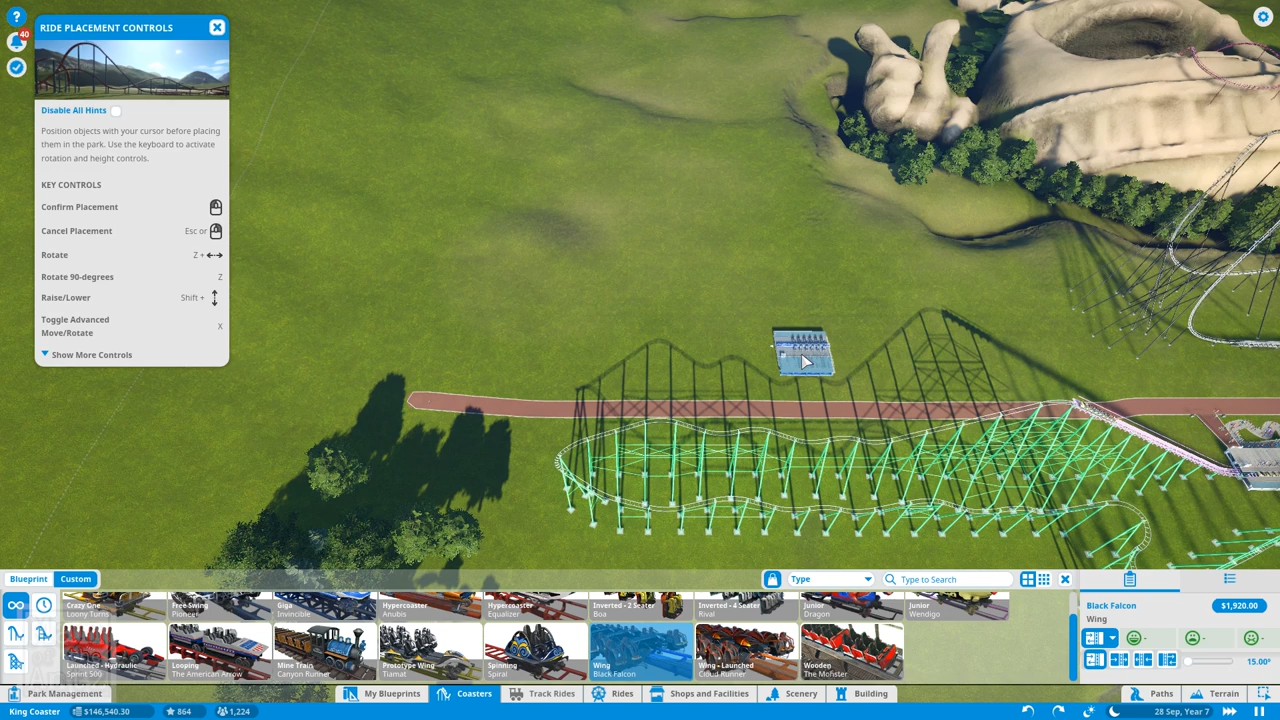 ?
RIDE PLACEMENT CONTROLS
40
Disable All Hints
Position objects with your cursor before placing
them in the park. Use the keyboard to activate
rotation and height controls.
KEY CONTROLS
Confirm Placement
Cancel Placement Esc or
Rotate Z +
Rotate 90-degrees Z
Raise/Lower Shift +
Toggle Advanced
Move/Rotate X
Show More Controls
Blueprint Custom Type Type to Search
Crazy One
Loony Turns
Free Swing
Pioneer
Giga
Invincible
Hypercoaster
Anubis
Hypercoaster
Equalizer
Inverted - 2 Seater
Boa
Inverted - 4 Seater
Rival
Junior
Dragon
Junior
Wendigo
Launched - Hydraulic
Sprint 500
Looping
The American Arrow
Mine Train
Canyon Runner
Prototype Wing
Tiamat
Spinning
Spiral
Wing
Black Falcon
Wing - Launched
Cloud Runner
Wooden
The Monster
Black Falcon $1,920.00
Wing
15.00°
Park Management My Blueprints Coasters Track Rides Rides Shops and Facilities Scenery Building Paths Terrain
King Coaster $146,540.30 864 1,224 28 Sep, Year 7